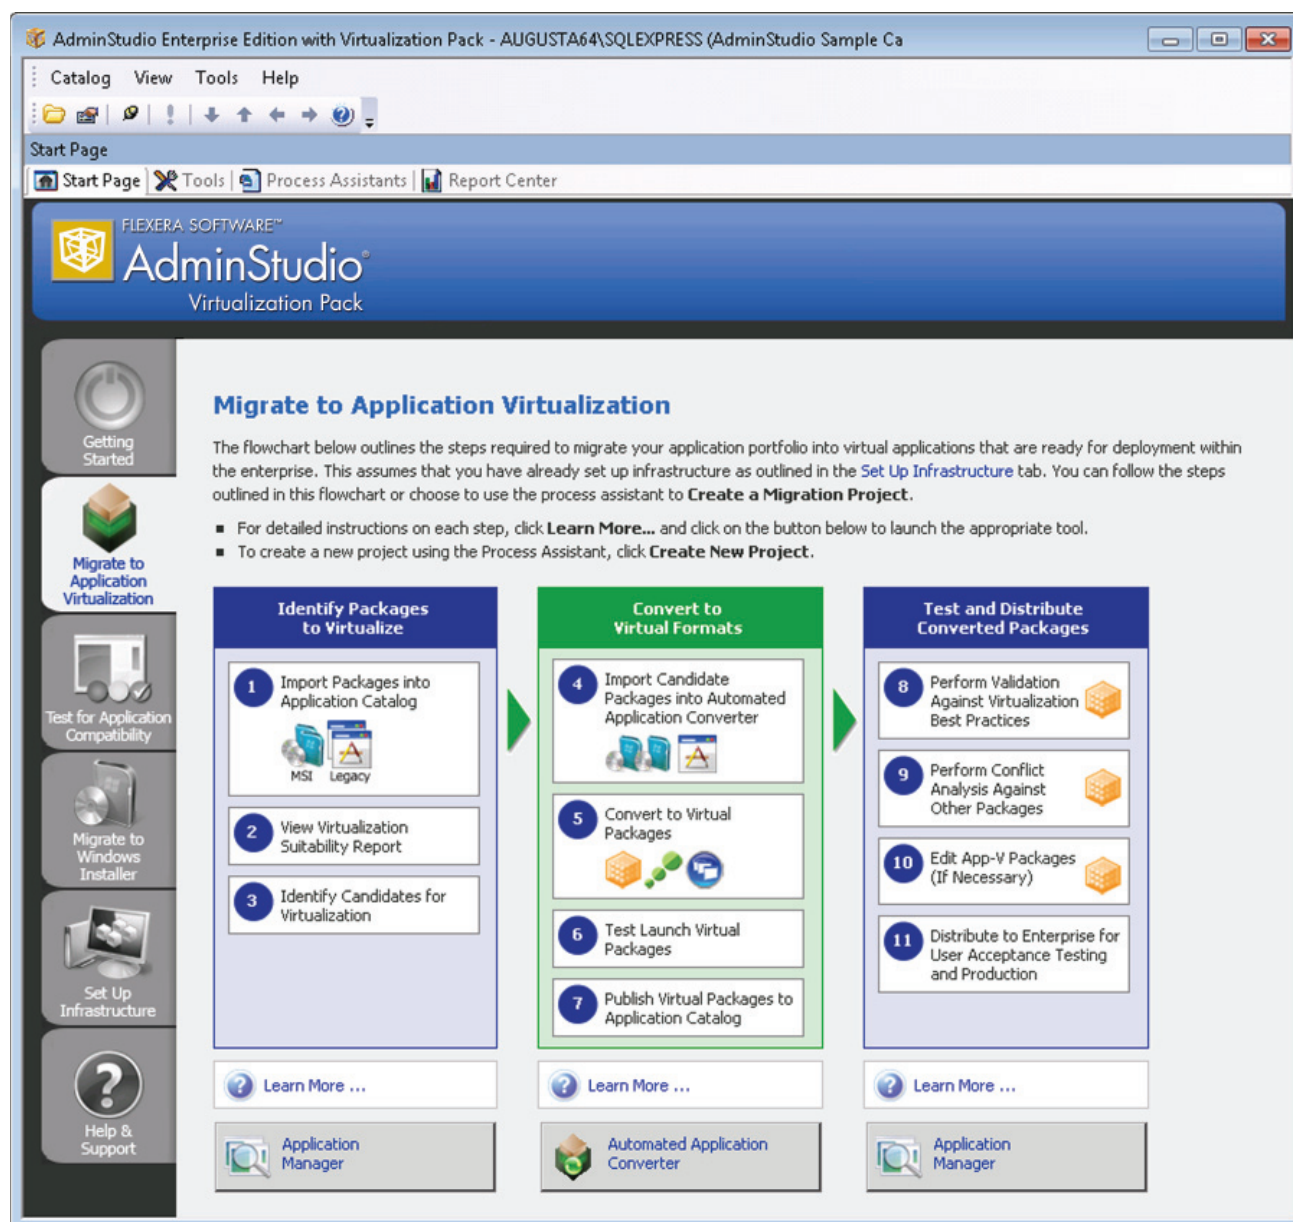 AdminStudio Enterprise Edition with Virtualization Pack - AUGUSTA64\SQLEXPRESS (AdminStudio Sample Ca
Catalog View Tools Help
Start Page
Start Page Tools Process Assistants Report Center
FLEXERA SOFTWARE™
AdminStudio®
Virtualization Pack
Getting
Started
Migrate to
Application
Virtualization
Test for Application
Compatibility
Migrate to
Windows
Installer
Set Up
Infrastructure
Help &
Support
Migrate to Application Virtualization
The flowchart below outlines the steps required to migrate your application portfolio into virtual applications that are ready for deployment within
the enterprise. This assumes that you have already set up infrastructure as outlined in the Set Up Infrastructure tab. You can follow the steps
outlined in this flowchart or choose to use the process assistant to Create a Migration Project.
■ For detailed instructions on each step, click Learn More... and click on the button below to launch the appropriate tool.
■ To create a new project using the Process Assistant, click Create New Project.
Identify Packages
to Virtualize
1 Import Packages into
Application Catalog
MSI Legacy
2 View Virtualization
Suitability Report
3 Identify Candidates for
Virtualization
Learn More ...
Application
Manager
Convert to
Virtual Formats
4 Import Candidate
Packages into Automated
Application Converter
5 Convert to Virtual
Packages
6 Test Launch Virtual
Packages
7 Publish Virtual Packages to
Application Catalog
Learn More ...
Automated Application
Converter
Test and Distribute
Converted Packages
8 Perform Validation
Against Virtualization
Best Practices
9 Perform Conflict
Analysis Against
Other Packages
10 Edit App-V Packages
(If Necessary)
11 Distribute to Enterprise for
User Acceptance Testing
and Production
Learn More ...
Application
Manager